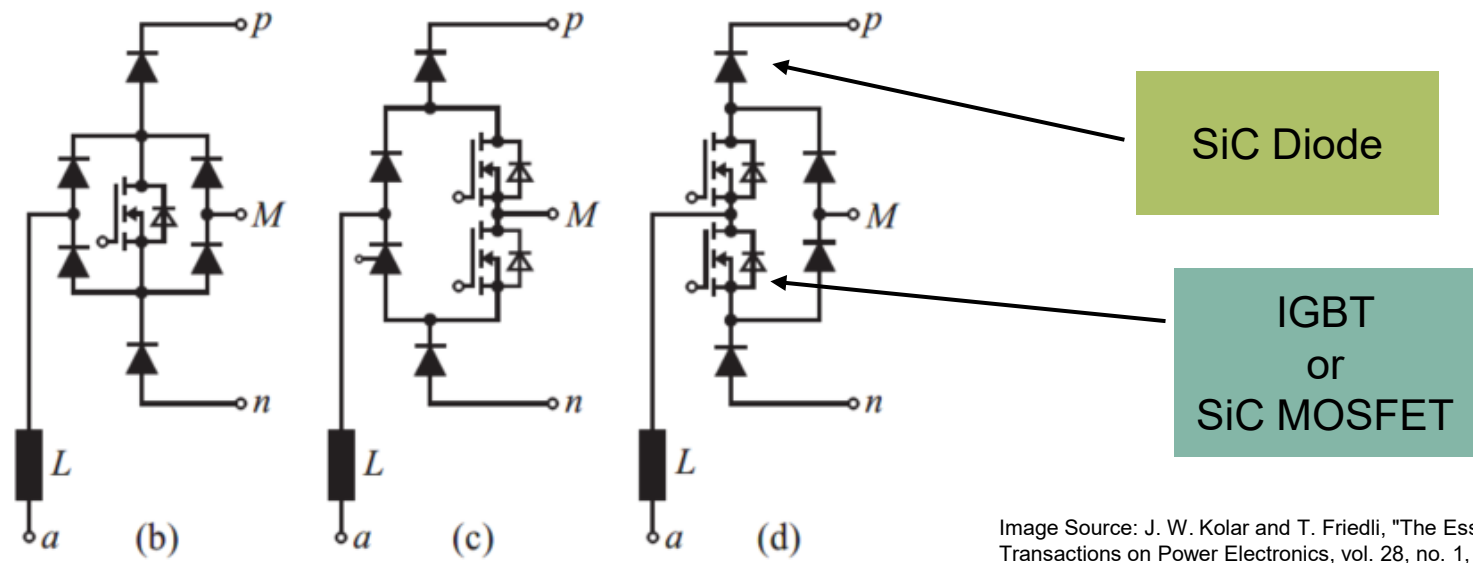 p
M
n
L
a
(b)
p
M
n
L
a
(c)
p
M
n
L
a
(d)
SiC Diode
IGBT
or
SiC MOSFET
Image Source: J. W. Kolar and T. Friedli, "The Ess
Transactions on Power Electronics, vol. 28, no. 1,